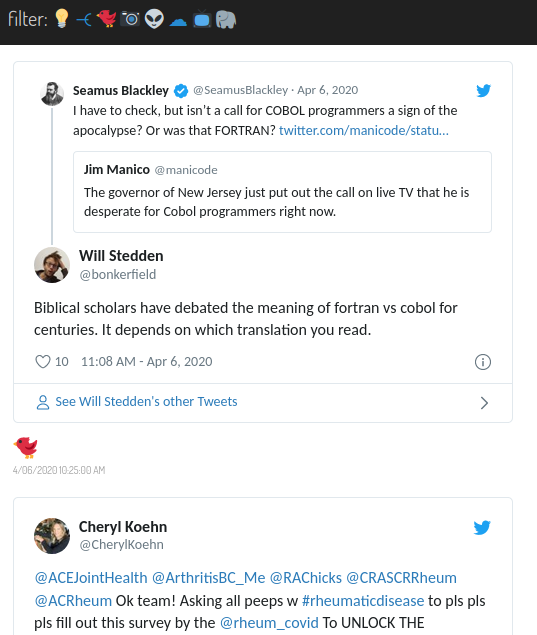 filter:
Seamus Blackley @SeamusBlackley · Apr 6, 2020
I have to check, but isn't a call for COBOL programmers a sign of the
apocalypse? Or was that FORTRAN? twitter.com/manicode/statu…
Jim Manico @manicode
The governor of New Jersey just put out the call on live TV that he is
desperate for Cobol programmers right now.
Will Stedden
@bonkerfield
Biblical scholars have debated the meaning of fortran vs cobol for
centuries. It depends on which translation you read.
10 11:08 AM - Apr 6, 2020
See Will Stedden's other Tweets
4/06/2020 10:25:00 AM
Cheryl Koehn
@CherylKoehn
@ACEJointHealth @ArthritisBC_Me @RAChicks @CRASCRRheum
@ACRheum Ok team! Asking all peeps w #rheumaticdisease to pls pls
pls fill out this survey by the @rheum_covid To UNLOCK THE